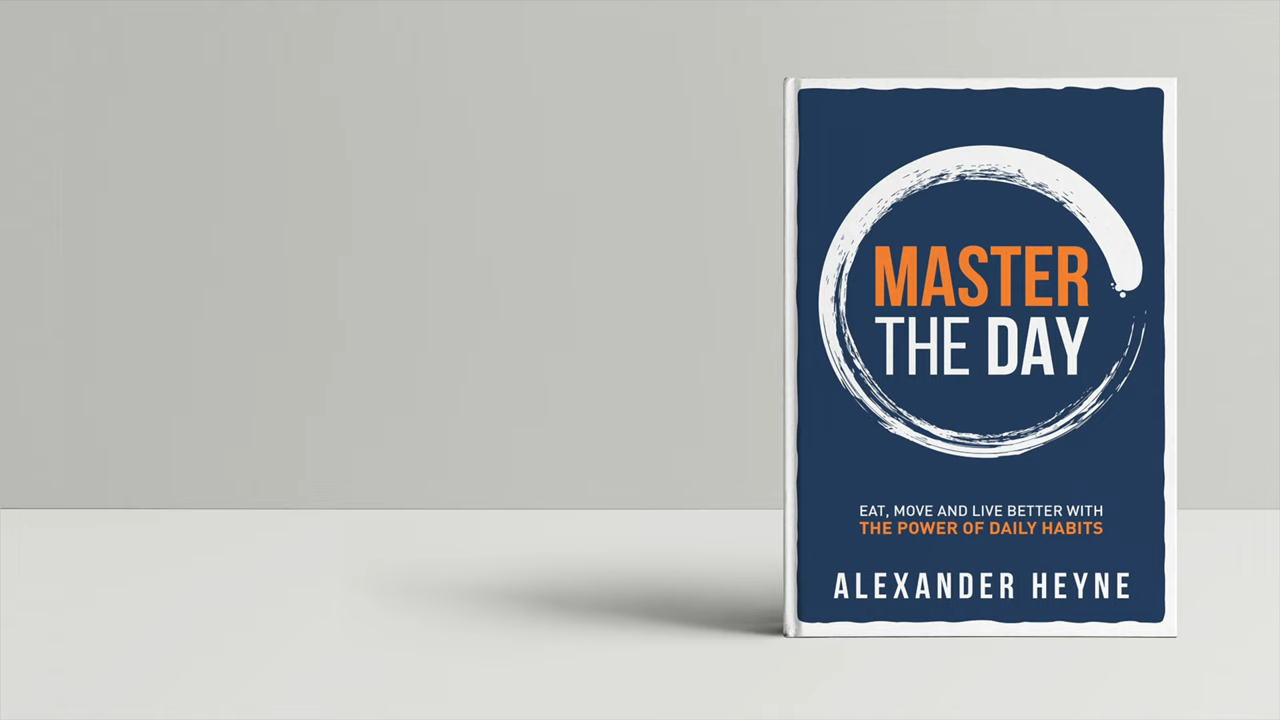 MASTER
THE DAY
EAT, MOVE AND LIVE BETTER WITH
THE POWER OF DAILY HABITS
ALEXANDER HEYNE